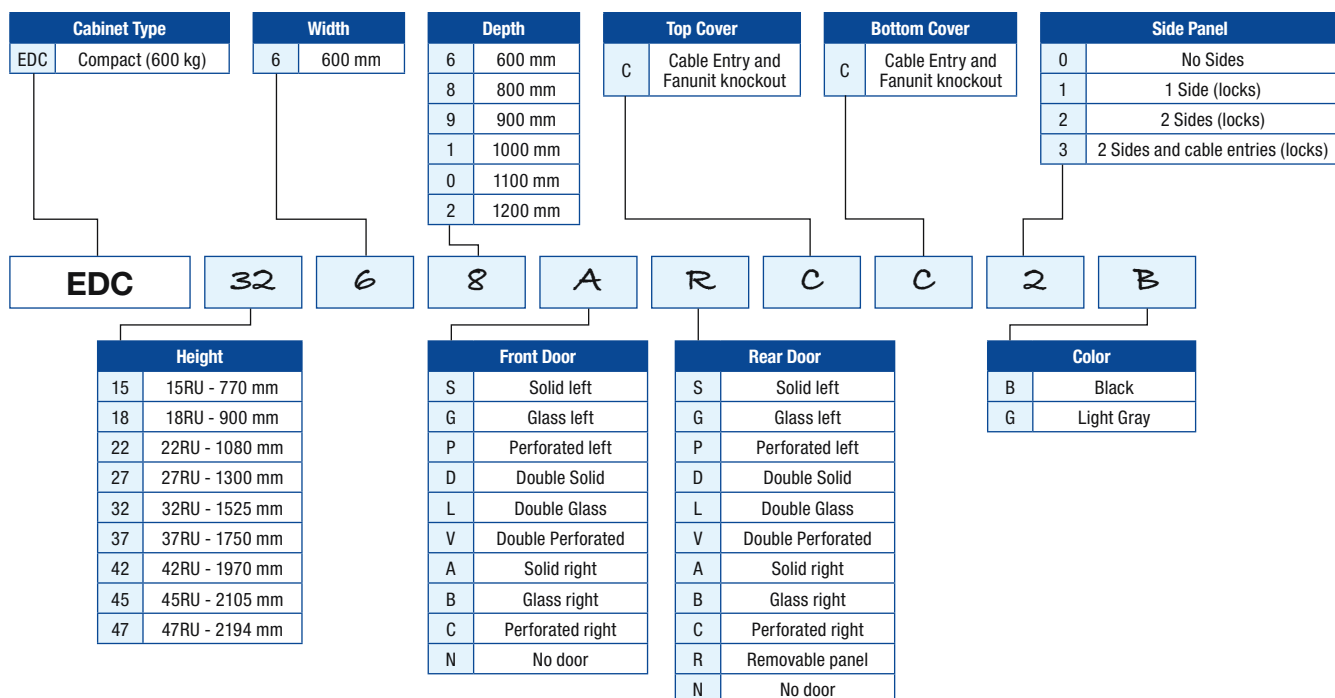 Cabinet Type
EDC Compact (600 kg)
Width
6 600 mm
Depth
6 600 mm
8 800 mm
9 900 mm
1 1000 mm
0 1100 mm
2 1200 mm
Top Cover
C Cable Entry and
Fanunit knockout
Bottom Cover
C Cable Entry and
Fanunit knockout
Side Panel
0 No Sides
1 1 Side (locks)
2 2 Sides (locks)
3 2 Sides and cable entries (locks)
EDC 32 6 8 A R C C 2 B
Height
15 15RU - 770 mm
18 18RU - 900 mm
22 22RU - 1080 mm
27 27RU - 1300 mm
32 32RU - 1525 mm
37 37RU - 1750 mm
42 42RU - 1970 mm
45 45RU - 2105 mm
47 47RU - 2194 mm
Front Door
S Solid left
G Glass left
P Perforated left
D Double Solid
L Double Glass
V Double Perforated
A Solid right
B Glass right
C Perforated right
N No door
Rear Door
S Solid left
G Glass left
P Perforated left
D Double Solid
L Double Glass
V Double Perforated
A Solid right
B Glass right
C Perforated right
R Removable panel
N No door
Color
B Black
G Light Gray